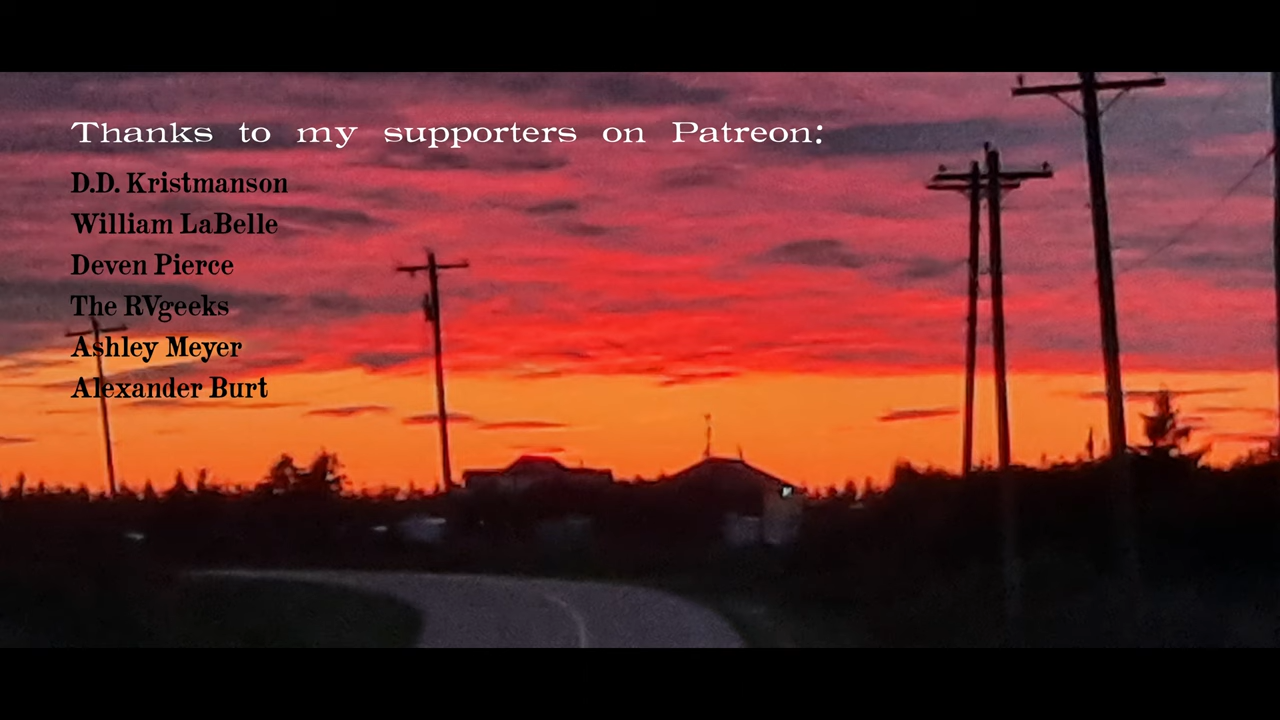 Thanks to my supporters on Patreon:
D.D. Kristmanson
William LaBelle
Deven Pierce
The RVgeeks
Ashley Meyer
Alexander Burt